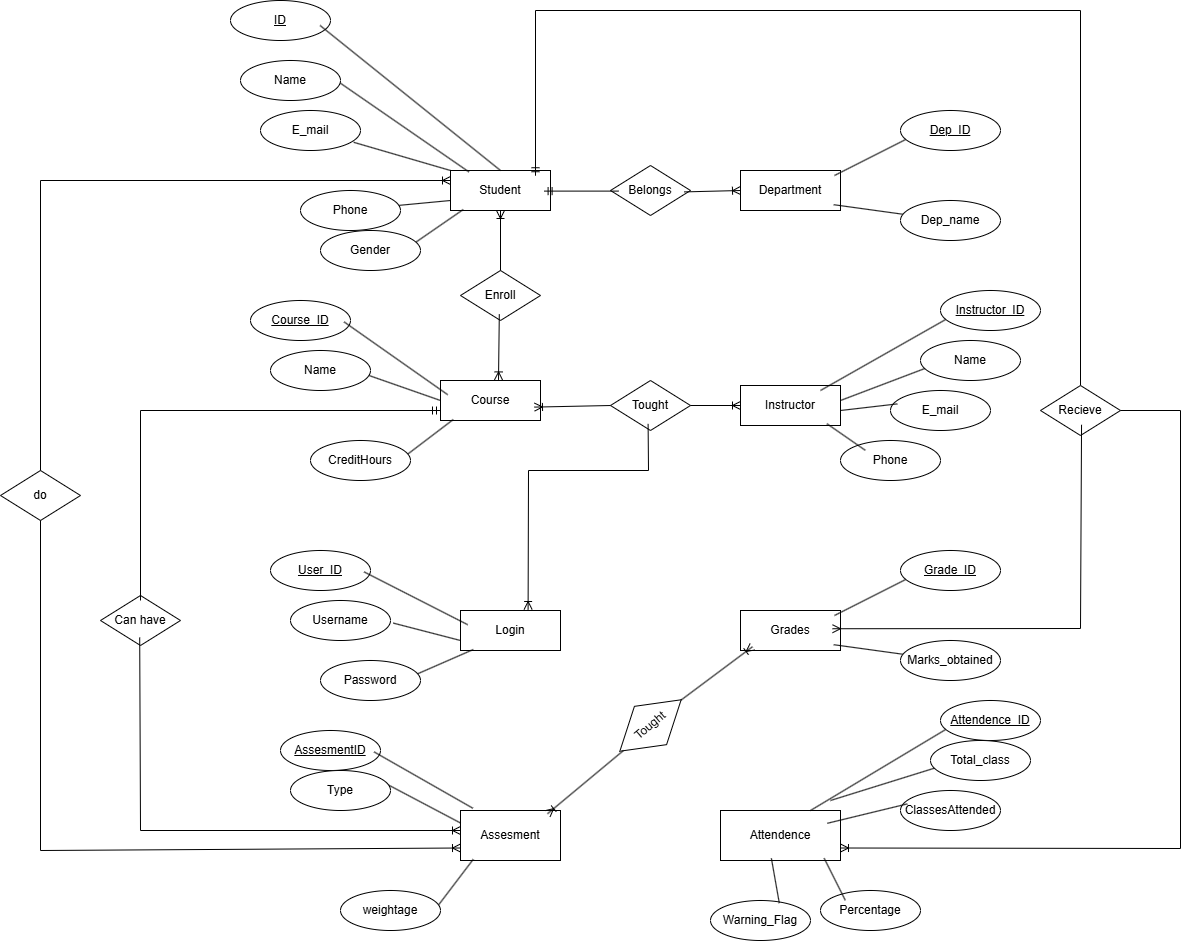 ID
Name
E_mail
Dep_ID
Student
Belongs
Department
Phone
Dep_name
Gender
Enroll
Course_ID
Instructor_ID
Name
Name
Course
Tought
Instructor
E_mail
Recieve
CreditHours
Phone
do
User_ID
Grade_ID
Username
Can have
Login
Grades
Password
Marks_obtained
Tought
Attendence_ID
AssesmentID
Total_class
Type
ClassesAttended
Assesment
Attendence
weightage
Warning_Flag
Percentage